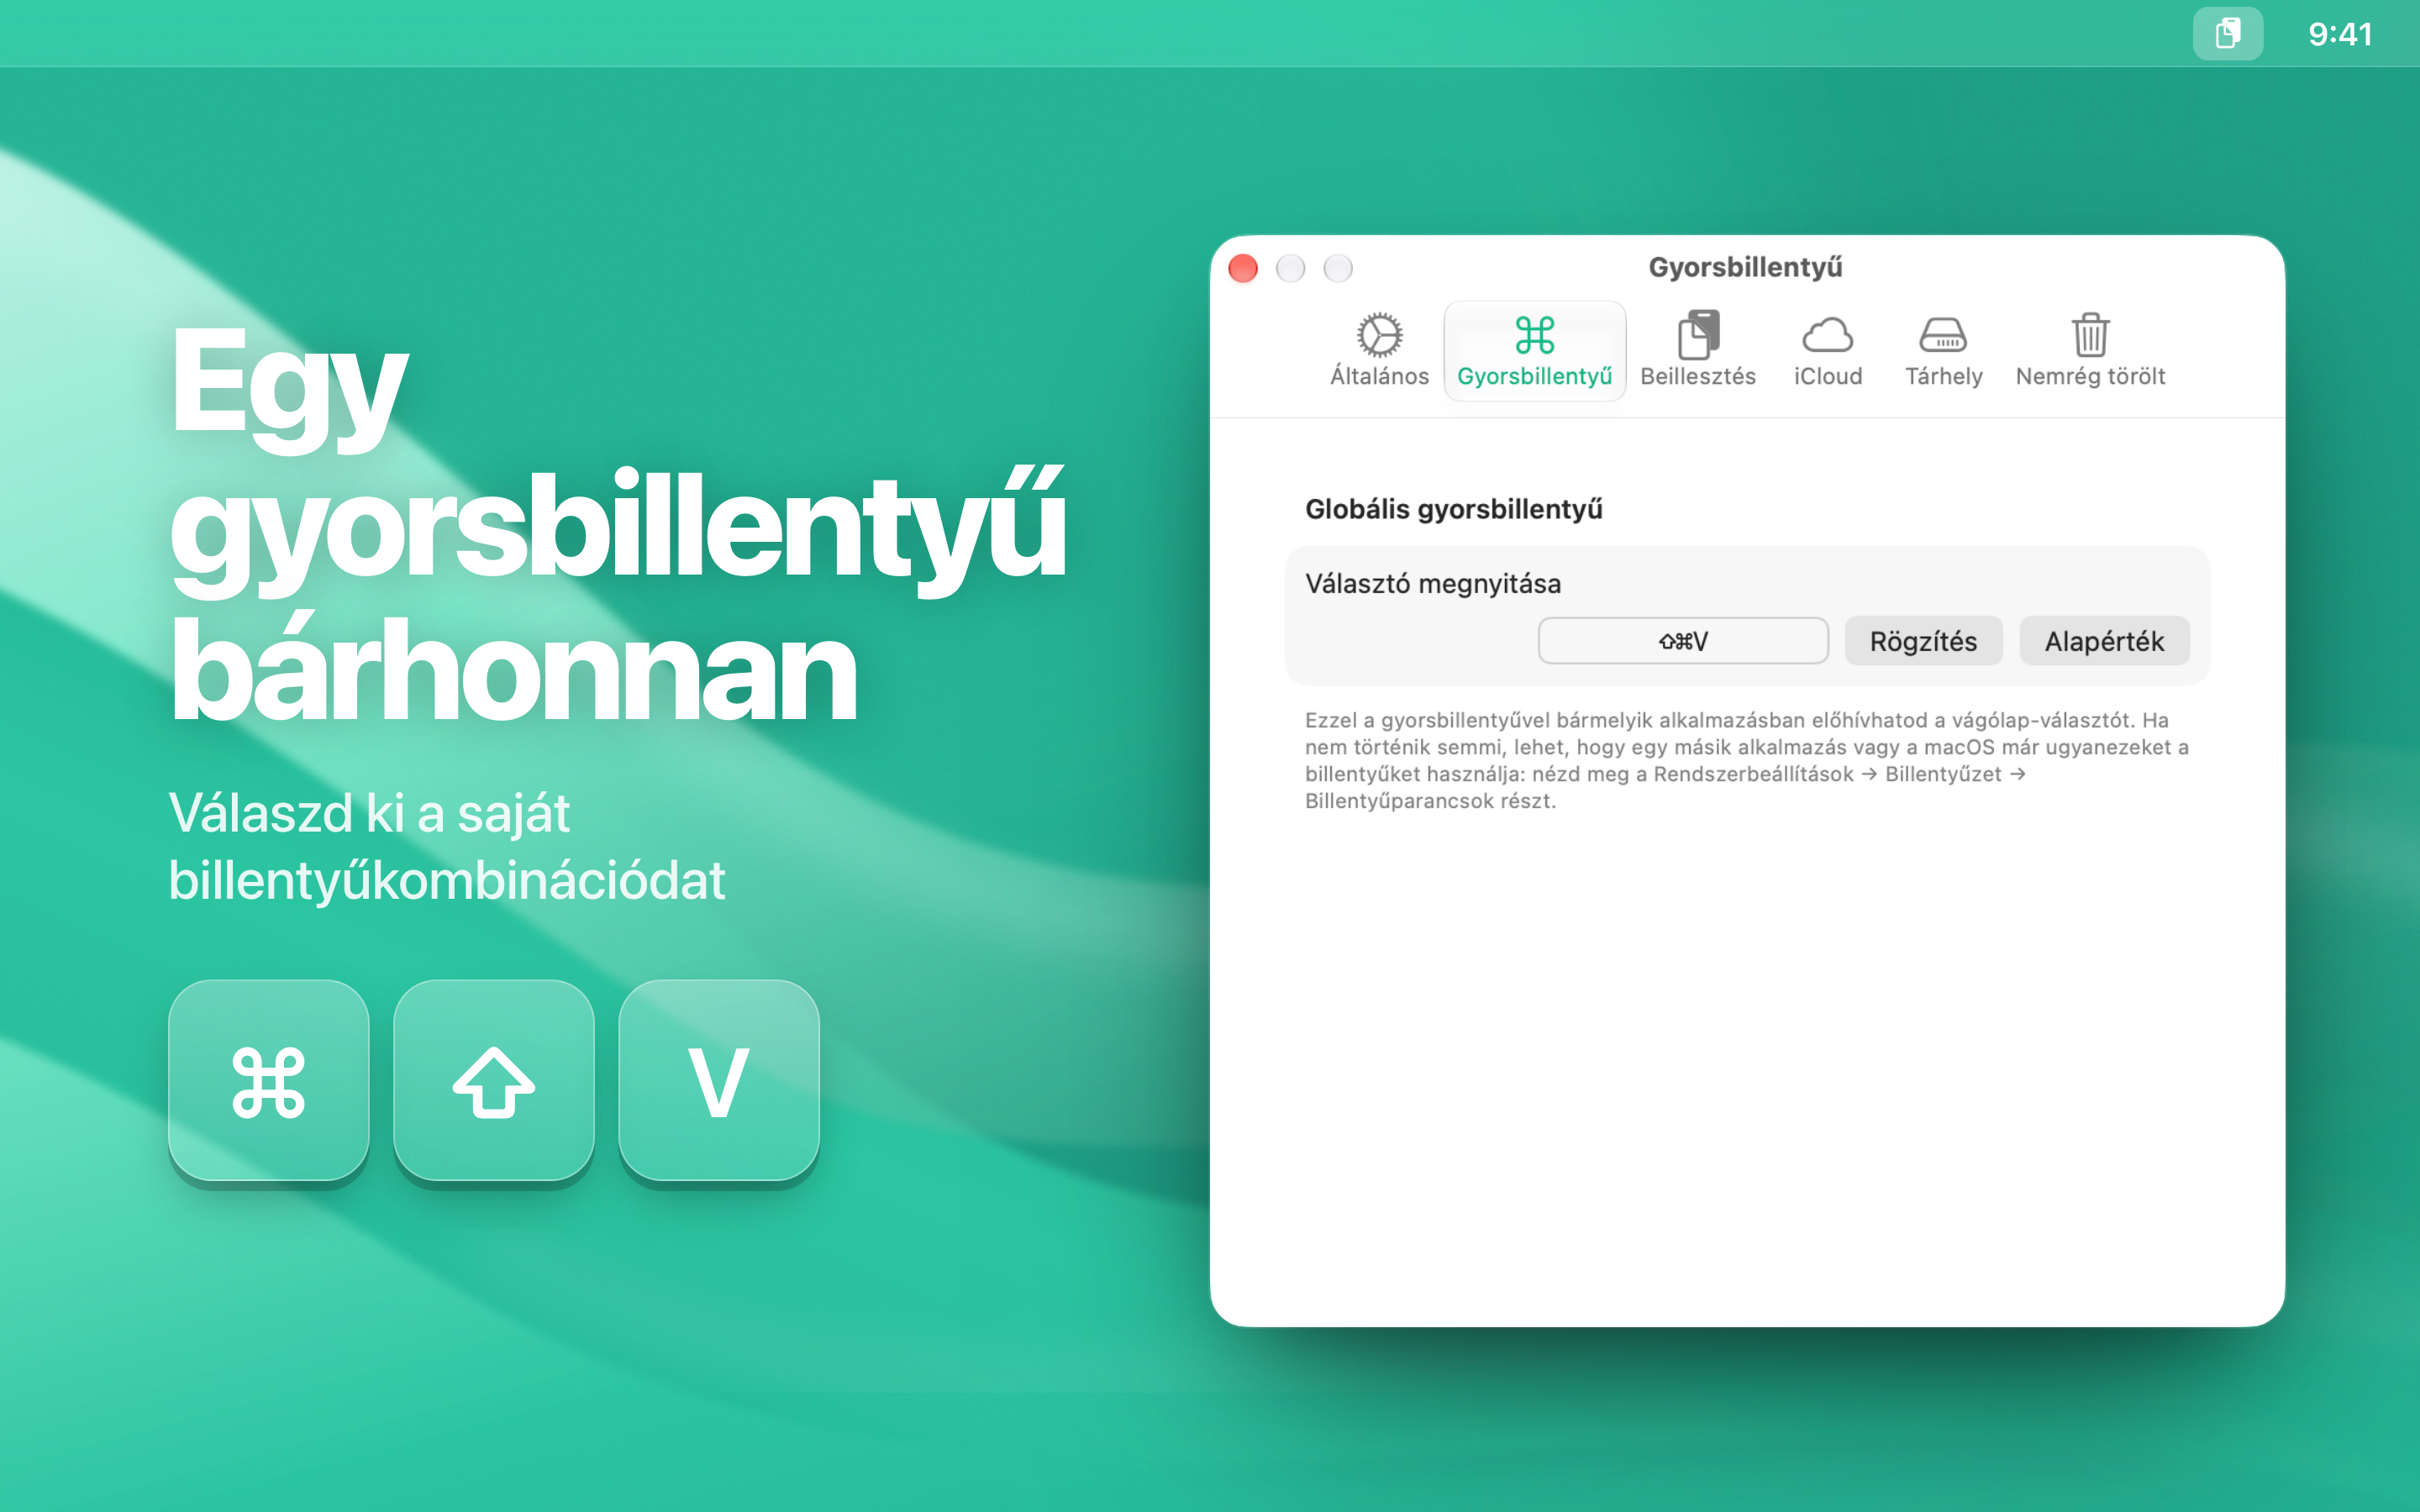 9:41
Egy
gyorsbillentyű
bárhonnan
Válaszd ki a saját
billentyűkombinációdat
⌘ ⇧ V
Gyorsbillentyű
Általános Gyorsbillentyű Beillesztés iCloud Tárhely Nemrég törölt
Globális gyorsbillentyű
Választó megnyitása
⇧⌘V Rögzítés Alapérték
Ezzel a gyorsbillentyűvel bármelyik alkalmazásban előhívhatod a vágólap-választót. Ha
nem történik semmi, lehet, hogy egy másik alkalmazás vagy a macOS már ugyanezeket a
billentyűket használja: nézd meg a Rendszerbeállítások → Billentyűzet →
Billentyűparancsok részt.